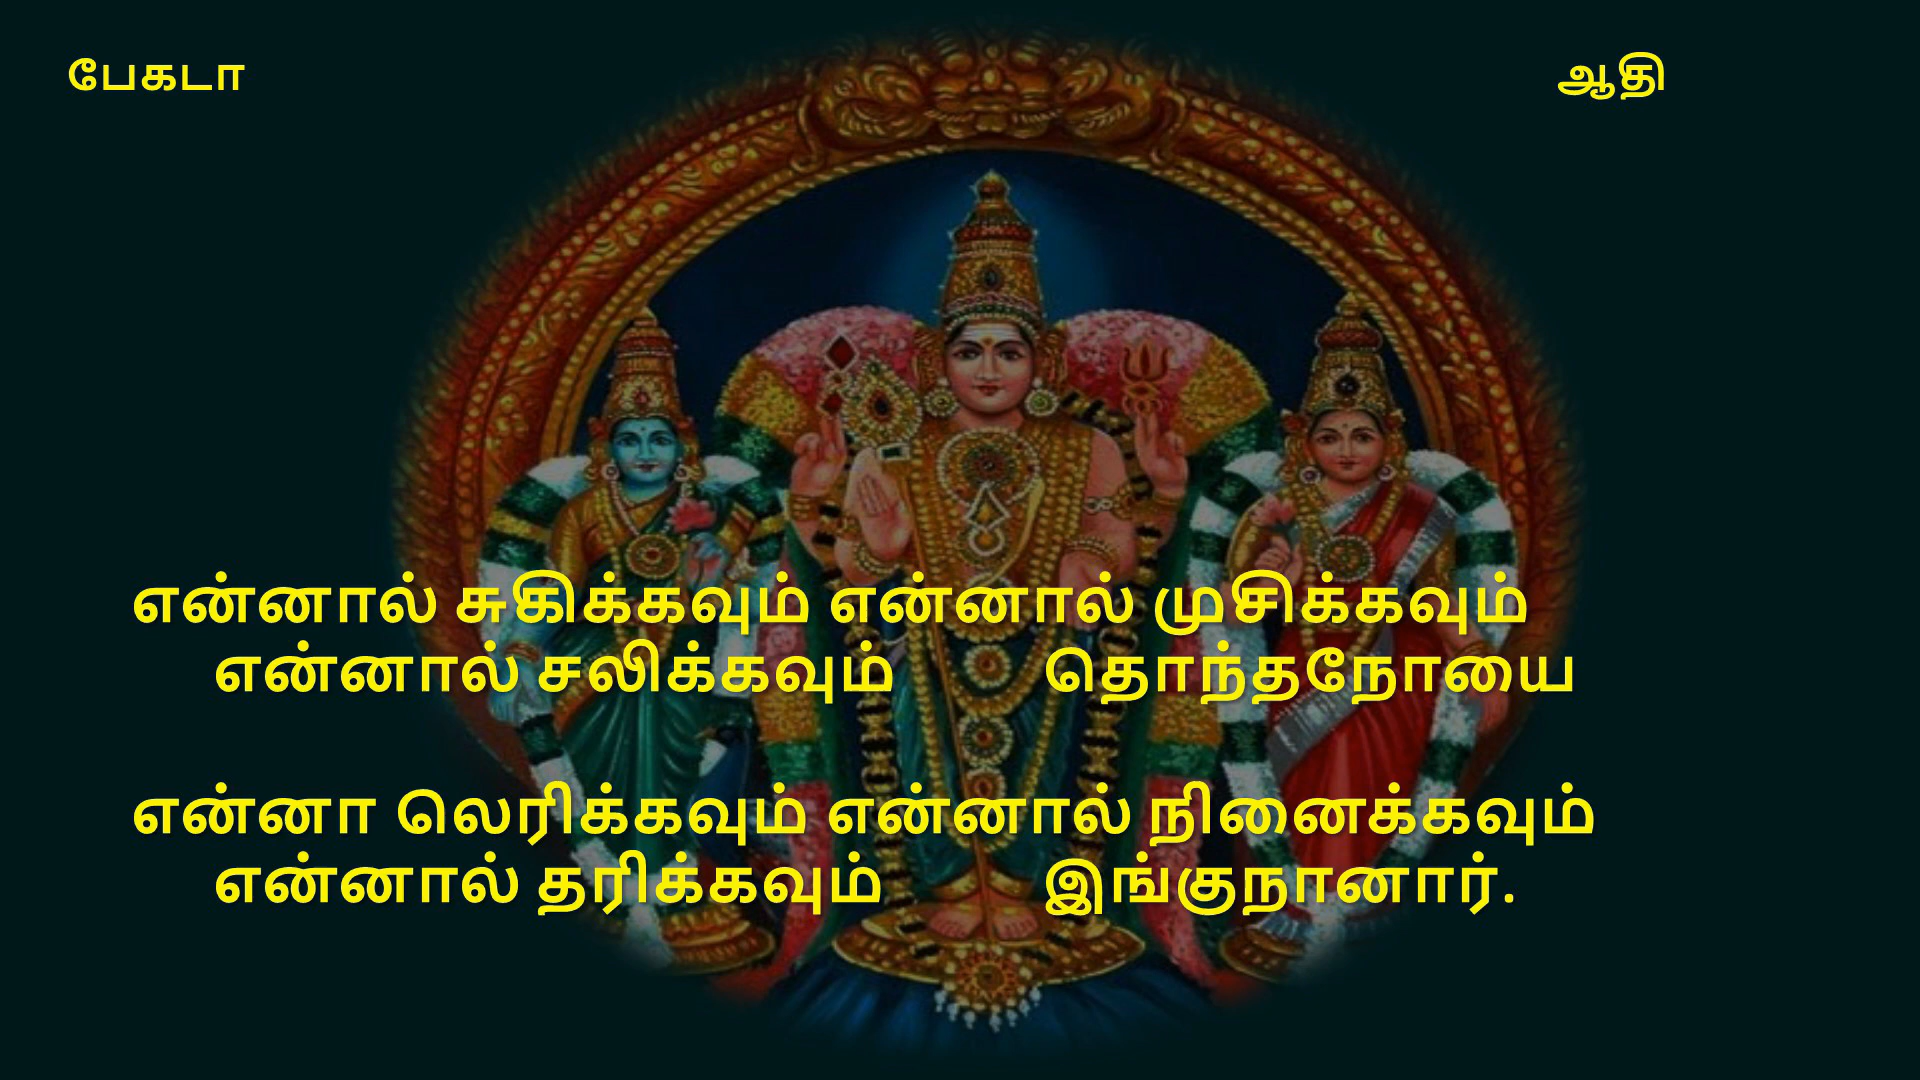 பேகடா ஆதி
என்னால் சுகிக்கவும் என்னால் முசிக்கவும்
என்னால் சலிக்கவும் தொந்தநோயை
என்னா லெரிக்கவும் என்னால் நினைக்கவும்
என்னால் தரிக்கவும் இங்குநானார்.